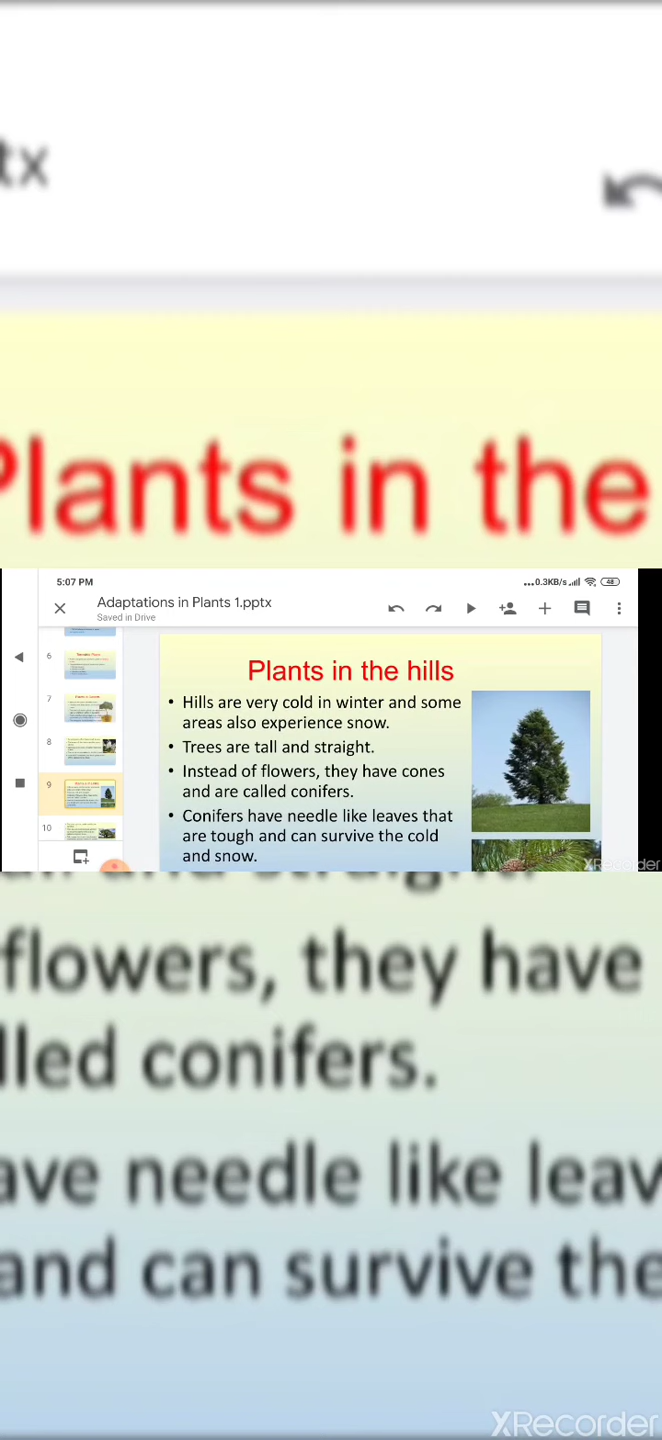 tx
Plants in the
5:07 PM
...0.3KB/s
48
Adaptations in Plants 1.pptx
Saved in Drive
6
7
8
9
10
Plants in the hills
• Hills are very cold in winter and some
areas also experience snow.
• Trees are tall and straight.
• Instead of flowers, they have cones
and are called conifers.
• Conifers have needle like leaves that
are tough and can survive the cold
and snow.
XRecorder
flowers, they have
lled conifers.
ave needle like leav
and can survive the
XRecorder